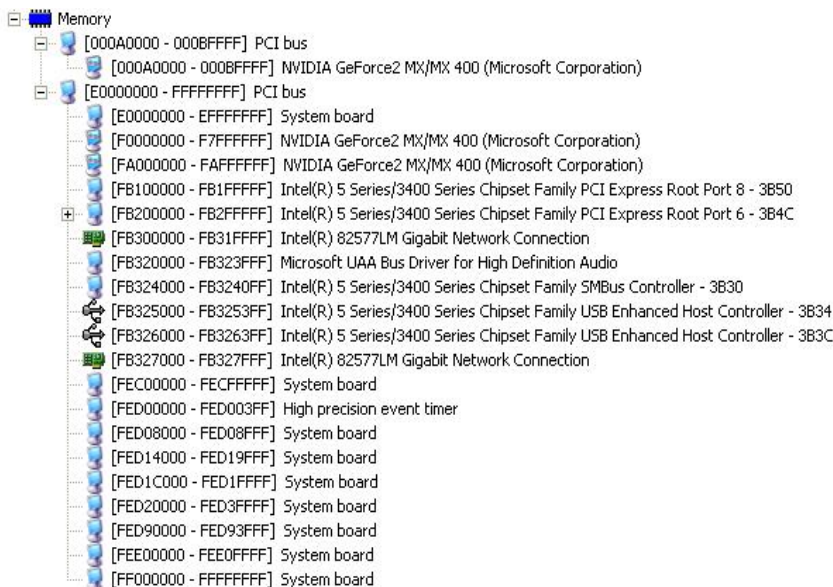 Memory
[000A0000 - 000BFFFF] PCI bus
[000A0000 - 000BFFFF] NVIDIA GeForce2 MX/MX 400 (Microsoft Corporation)
[E0000000 - FFFFFFFF] PCI bus
[E0000000 - EFFFFFFF] System board
[F0000000 - F7FFFFFF] NVIDIA GeForce2 MX/MX 400 (Microsoft Corporation)
[FA000000 - FAFFFFFF] NVIDIA GeForce2 MX/MX 400 (Microsoft Corporation)
[FB100000 - FB1FFFFF] Intel(R) 5 Series/3400 Series Chipset Family PCI Express Root Port 8 - 3B50
[FB200000 - FB2FFFFF] Intel(R) 5 Series/3400 Series Chipset Family PCI Express Root Port 6 - 3B4C
[FB300000 - FB31FFFF] Intel(R) 82577LM Gigabit Network Connection
[FB320000 - FB323FFF] Microsoft UAA Bus Driver for High Definition Audio
[FB324000 - FB3240FF] Intel(R) 5 Series/3400 Series Chipset Family SMBus Controller - 3B30
[FB325000 - FB3253FF] Intel(R) 5 Series/3400 Series Chipset Family USB Enhanced Host Controller - 3B34
[FB326000 - FB3263FF] Intel(R) 5 Series/3400 Series Chipset Family USB Enhanced Host Controller - 3B3C
[FB327000 - FB327FFF] Intel(R) 82577LM Gigabit Network Connection
[FEC00000 - FECFFFFF] System board
[FED00000 - FED003FF] High precision event timer
[FED08000 - FED08FFF] System board
[FED14000 - FED19FFF] System board
[FED1C000 - FED1FFFF] System board
[FED20000 - FED3FFFF] System board
[FED90000 - FED93FFF] System board
[FEE00000 - FEE0FFFF] System board
[FF000000 - FFFFFFFF] System board